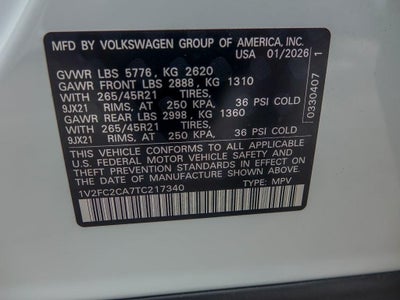 MFD. BY VOLKSWAGEN GROUP OF AMERICA, INC.
USA 01/2026
GVWR LBS 5776, KG 2620
GAWR FRONT LBS 2888, KG 1310
WITH 265/45R21 TIRES,
9JX21 RIMS, AT 250 KPA, 36 PSI COLD
GAWR REAR LBS 2998, KG 1360
WITH 265/45R21 TIRES,
9JX21 RIMS, AT 250 KPA, 36 PSI COLD
THIS VEHICLE CONFORMS TO ALL APPLICABLE
U.S. FEDERAL MOTOR VEHICLE SAFETY AND
THEFT PREVENTION STANDARDS IN EFFECT
ON THE DATE OF MANUFACTURE SHOWN ABOVE.
1V2FC2CA7TC217340 TYPE: MPV
0330407 1